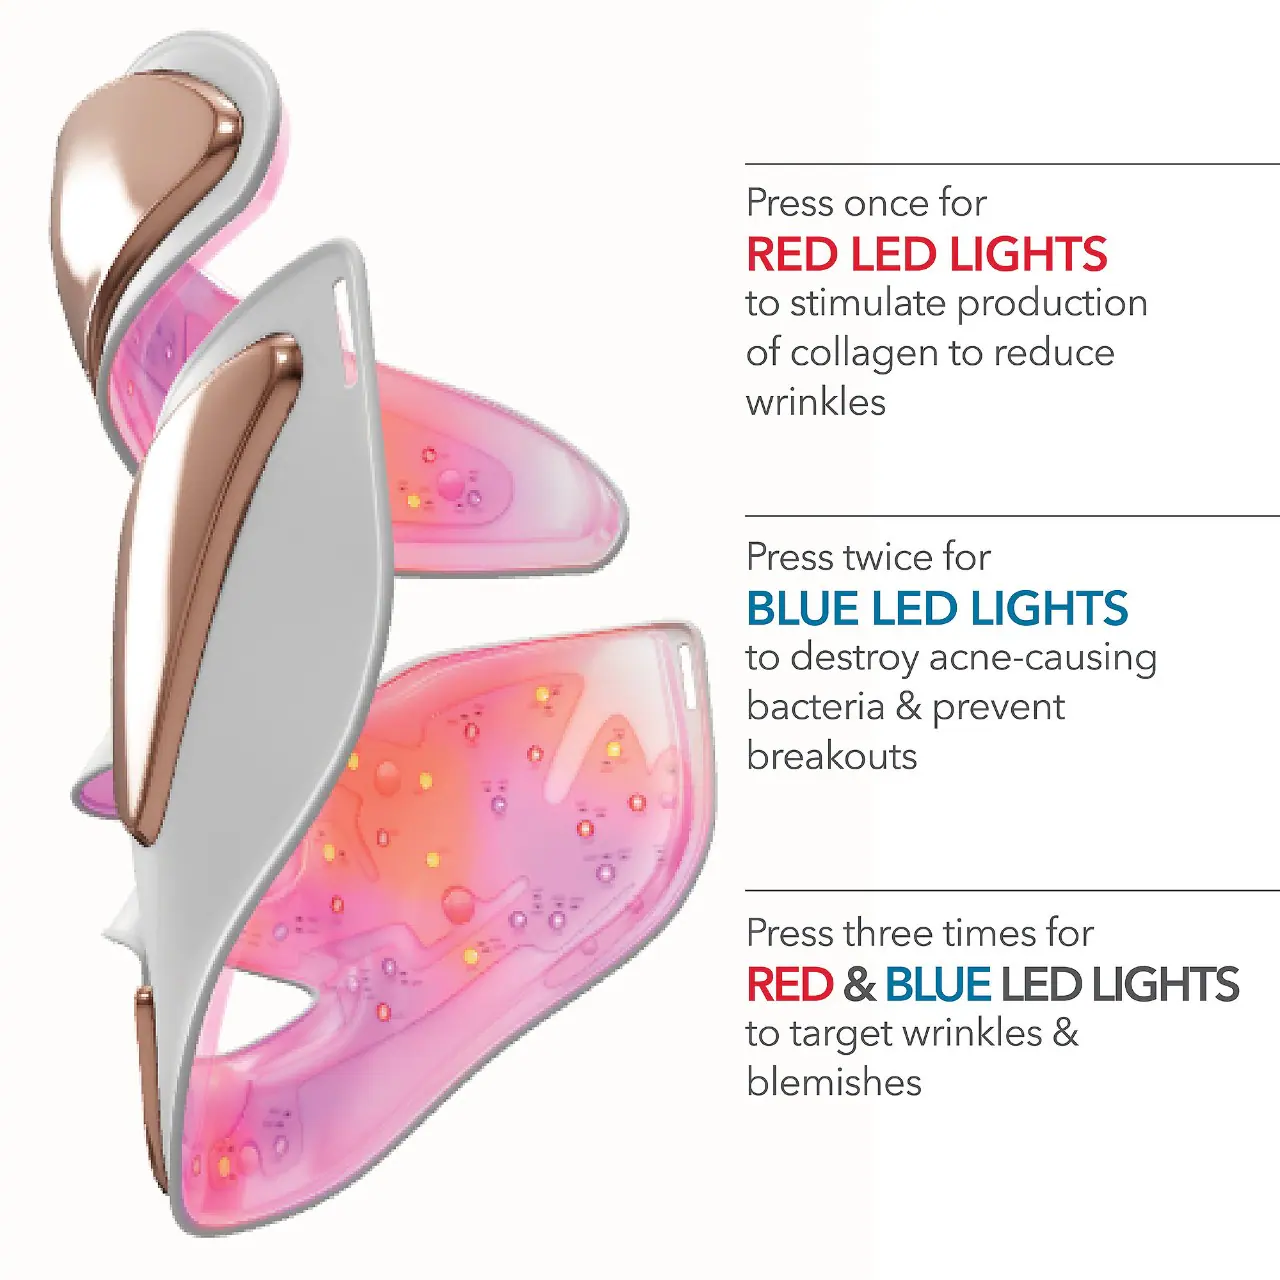 Press once for
RED LED LIGHTS
to stimulate production
of collagen to reduce
wrinkles
Press twice for
BLUE LED LIGHTS
to destroy acne-causing
bacteria & prevent
breakouts
Press three times for
RED & BLUE LED LIGHTS
to target wrinkles &
blemishes